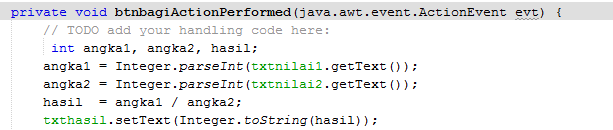 private void btnbagiActionPerformed(java.awt.event.ActionEvent evt) {
// TODO add your handling code here:
int angka1, angka2, hasil;
angka1 = Integer.parseInt(txtnilai1.getText());
angka2 = Integer.parseInt(txtnilai2.getText());
hasil  = angka1 / angka2;
txthasil.setText(Integer.toString(hasil));